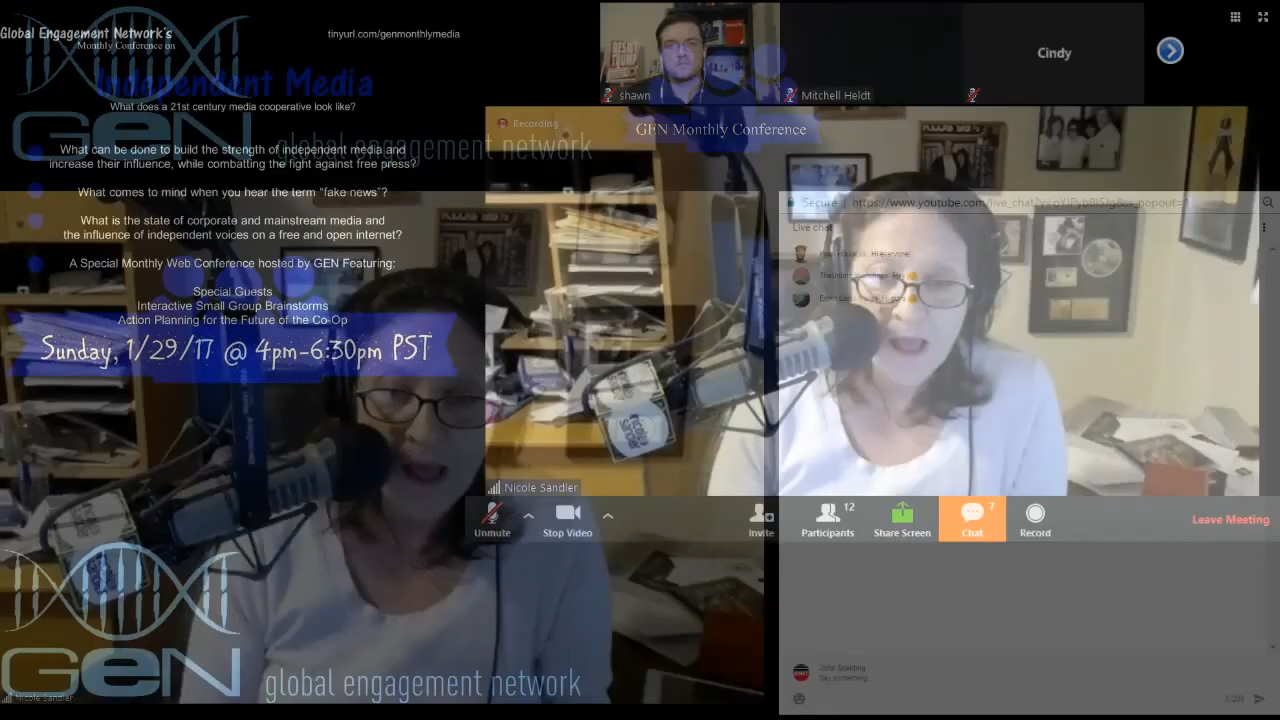 Global Engagement Network's
Monthly Conference on
Independent Media
What does a 21st century media cooperative look like?
GeN
global engagement network
What can be done to build the strength of independent media and
increase their influence, while combatting the fight against free press?
What comes to mind when you hear the term "fake news"?
What is the state of corporate and mainstream media and
the influence of independent voices on a free and open internet?
A Special Monthly Web Conference hosted by GEN Featuring:
Special Guests
Interactive Small Group Brainstorms
Action Planning for the Future of the Co-Op
Sunday, 1/29/17 @ 4pm-6:30pm PST
GeN
global engagement network
Nicole Sandler
tinyurl.com/genmonthlymedia
shawn
Mitchell Heldt
Cindy
Recording
GEN Monthly Conference
Secure
Live chat
Nicole Sandler
Unmute
Stop Video
Invite
12
Participants
Share Screen
7
Chat
Record
Leave Meeting
John Spalding
Say something...